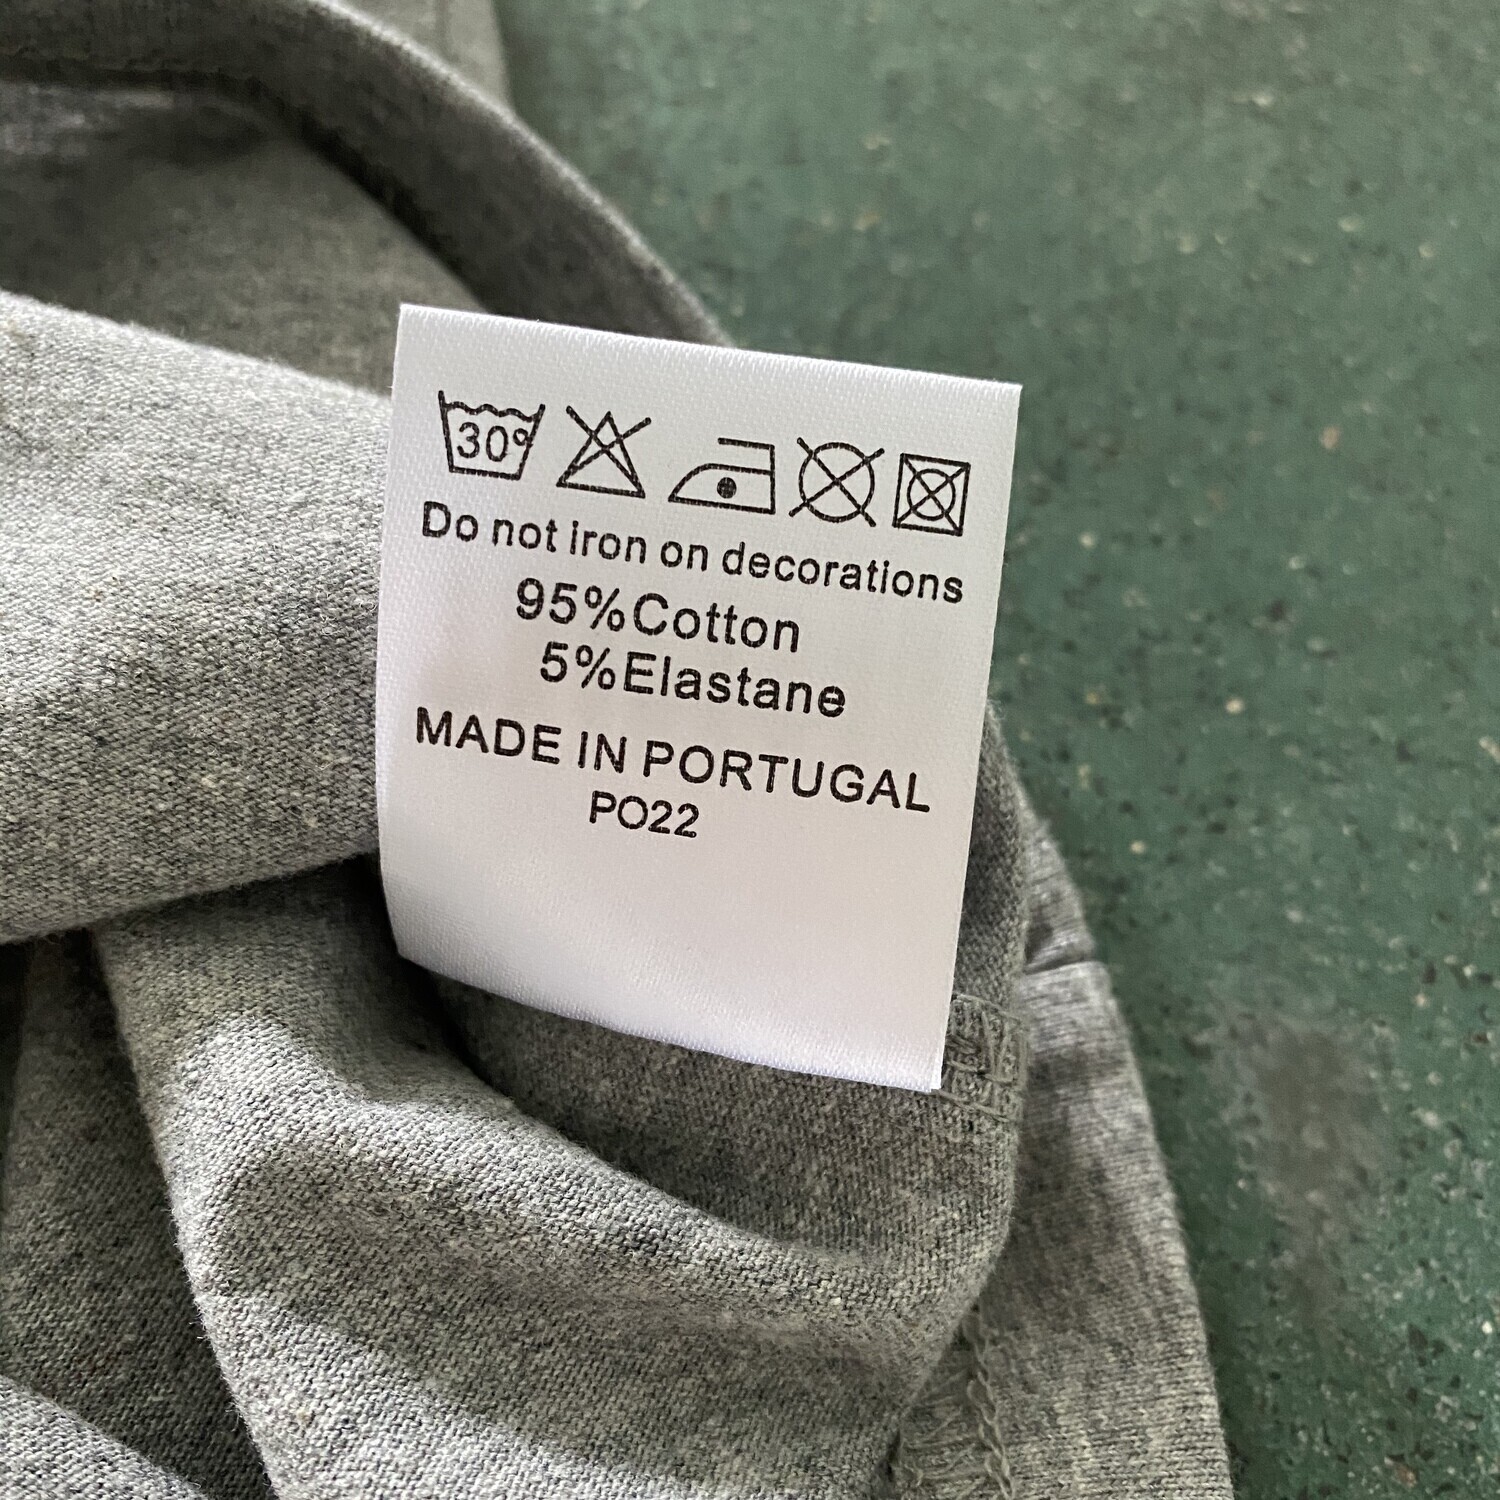 30°
Do not iron on decorations
95%Cotton
5%Elastane
MADE IN PORTUGAL
PO22